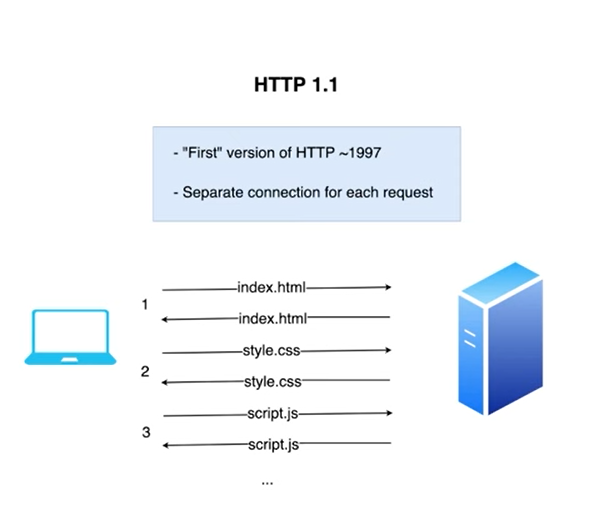 HTTP 1.1
- "First" version of HTTP ~1997
- Separate connection for each request
index.html
1
index.html
style.css
2
style.css
script.js
3
script.js
...